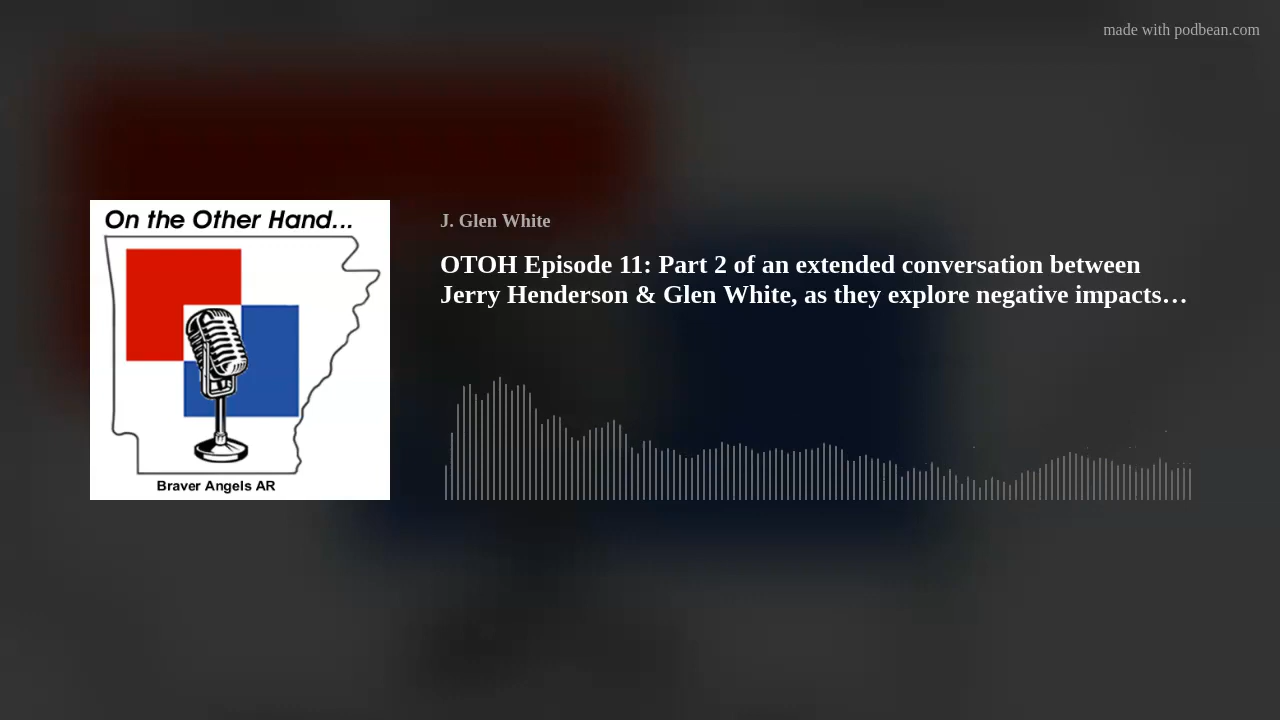 made with podbean.com
On the Other Hand...
Braver Angels AR
J. Glen White
OTOH Episode 11: Part 2 of an extended conversation between
Jerry Henderson & Glen White, as they explore negative impacts…